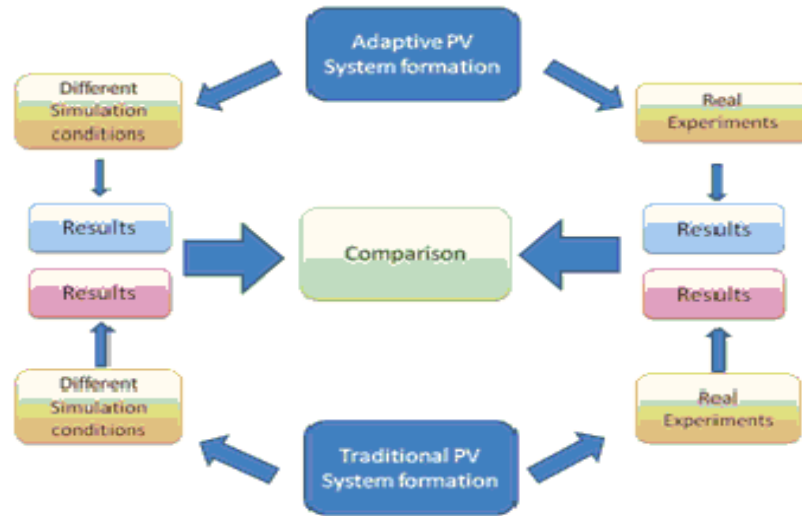 Adaptive PV
System formation
Different
Simulation
conditions
Real
Experiments
Results
Results
Comparison
Results
Results
Different
Simulation
conditions
Real
Experiments
Traditional PV
System formation